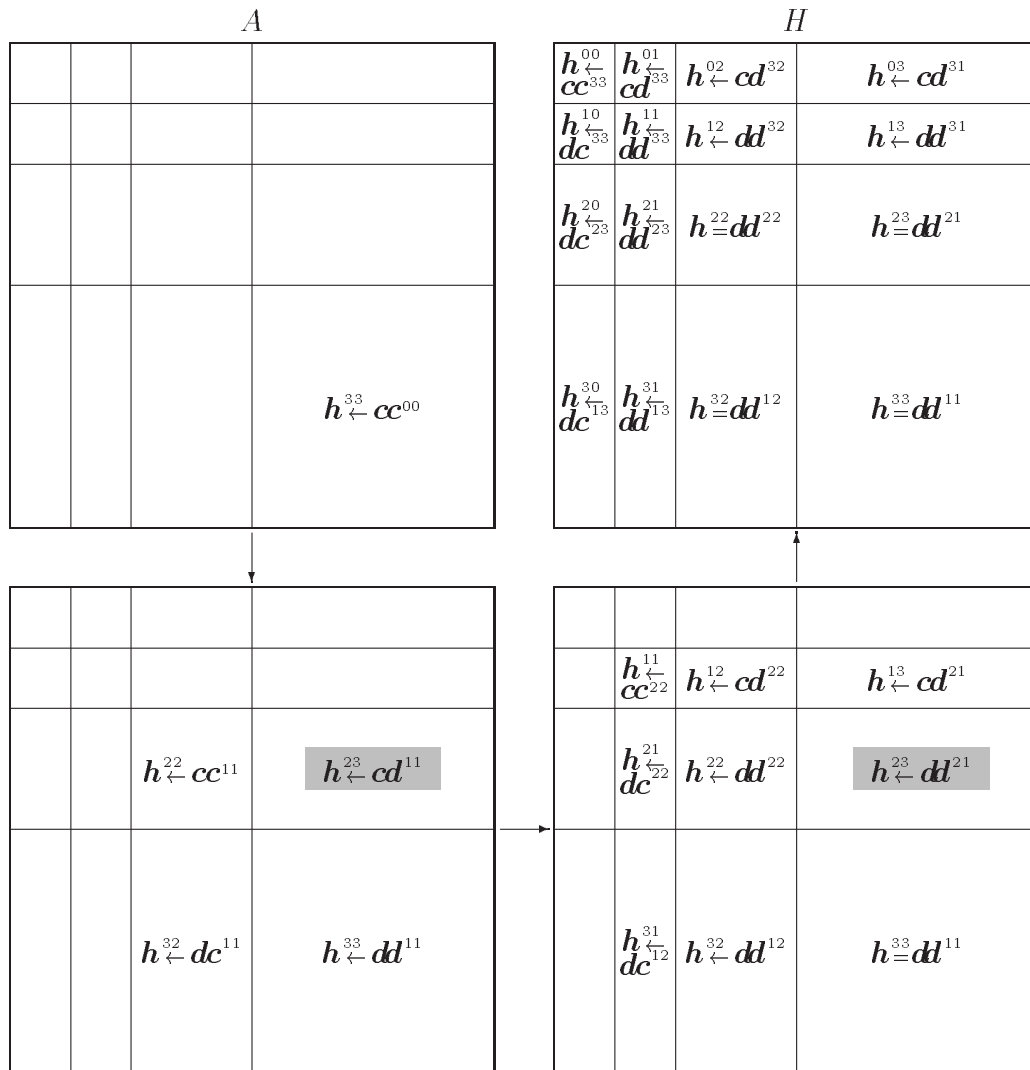 A
H
h^{33} ← cc^{00}
h^{00} ← cc^{33} h^{01} ← cd^{33} h^{02} ← cd^{32} h^{03} ← cd^{31}
h^{10} ← dc^{33} h^{11} ← dd^{33} h^{12} ← dd^{32} h^{13} ← dd^{31}
h^{20} ← dc^{23} h^{21} ← dd^{23} h^{22} = dd^{22} h^{23} = dd^{21}
h^{30} ← dc^{13} h^{31} ← dd^{13} h^{32} = dd^{12} h^{33} = dd^{11}
h^{22} ← cc^{11} h^{23} ← cd^{11}
h^{32} ← dc^{11} h^{33} ← dd^{11}
h^{11} ← cc^{22} h^{12} ← cd^{22} h^{13} ← cd^{21}
h^{21} ← dc^{22} h^{22} ← dd^{22} h^{23} ← dd^{21}
h^{31} ← dc^{12} h^{32} ← dd^{12} h^{33} = dd^{11}